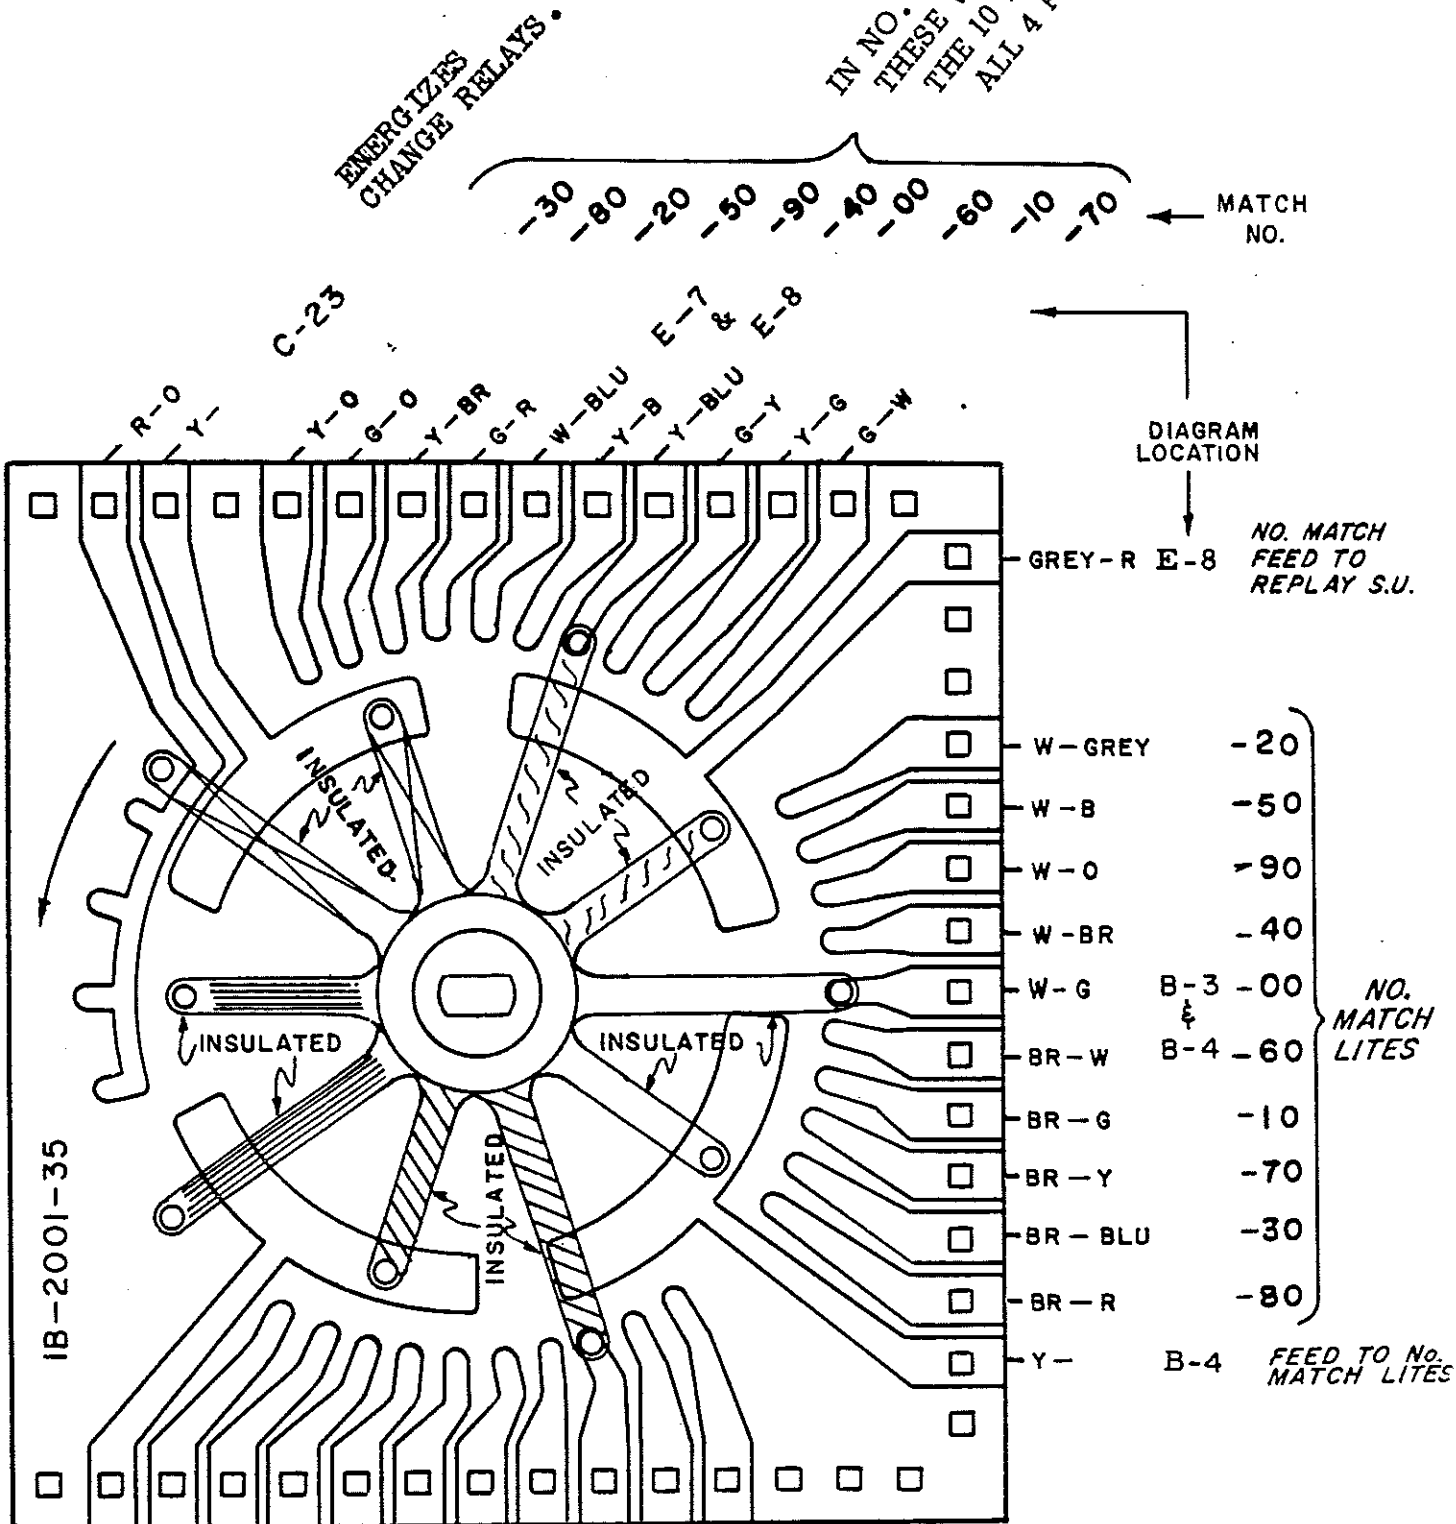 ENERGIZES
CHANGE RELAYS.
IN NO.
THESE
THE 10
ALL 4
-30
-80
-20
-50
-90
-40
-00
-60
-10
-70
MATCH
NO.
C-23
E-7
&
E-8
R-O
Y-
Y-O
G-O
Y-BR
G-R
W-BLU
Y-B
Y-BLU
G-Y
Y-G
G-W
DIAGRAM
LOCATION
GREY-R E-8
NO. MATCH
FEED TO
REPLAY S.U.
W-GREY -20
W-B -50
W-O -90
W-BR -40
W-G B-3 -00
&
BR-W B-4 -60
BR-G -10
BR-Y -70
BR-BLU -30
BR-R -80
NO.
MATCH
LITES
Y- B-4
FEED TO No.
MATCH LITES
INSULATED
INSULATED.
INSULATED
INSULATED
INSULATED
INSULATED
1B-2001-35